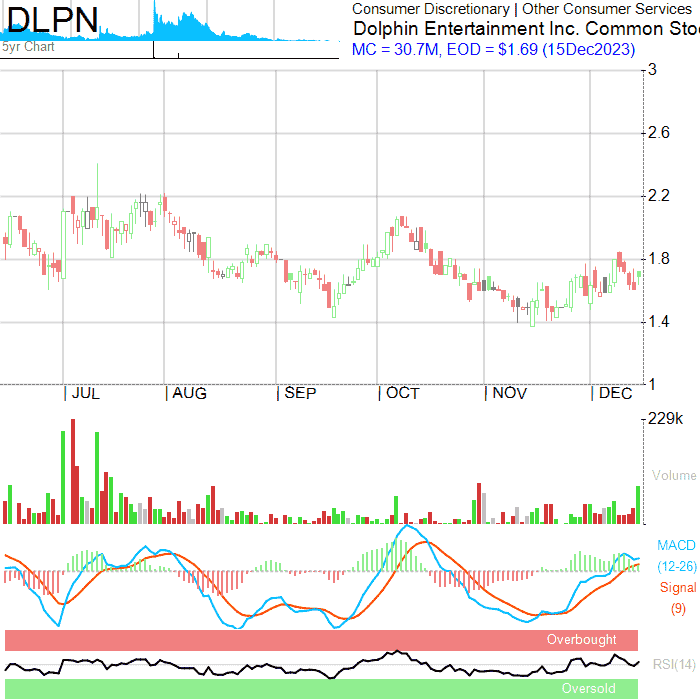 DLPN
5yr Chart
Consumer Discretionary | Other Consumer Services
Dolphin Entertainment Inc. Common Sto
MC = 30.7M, EOD = $1.69 (15Dec2023)
3
2.6
2.2
1.8
1.4
1
JUL AUG SEP OCT NOV DEC
229k
Volume
MACD
(12-26)
Signal
(9)
Overbought
RSI(14)
Oversold